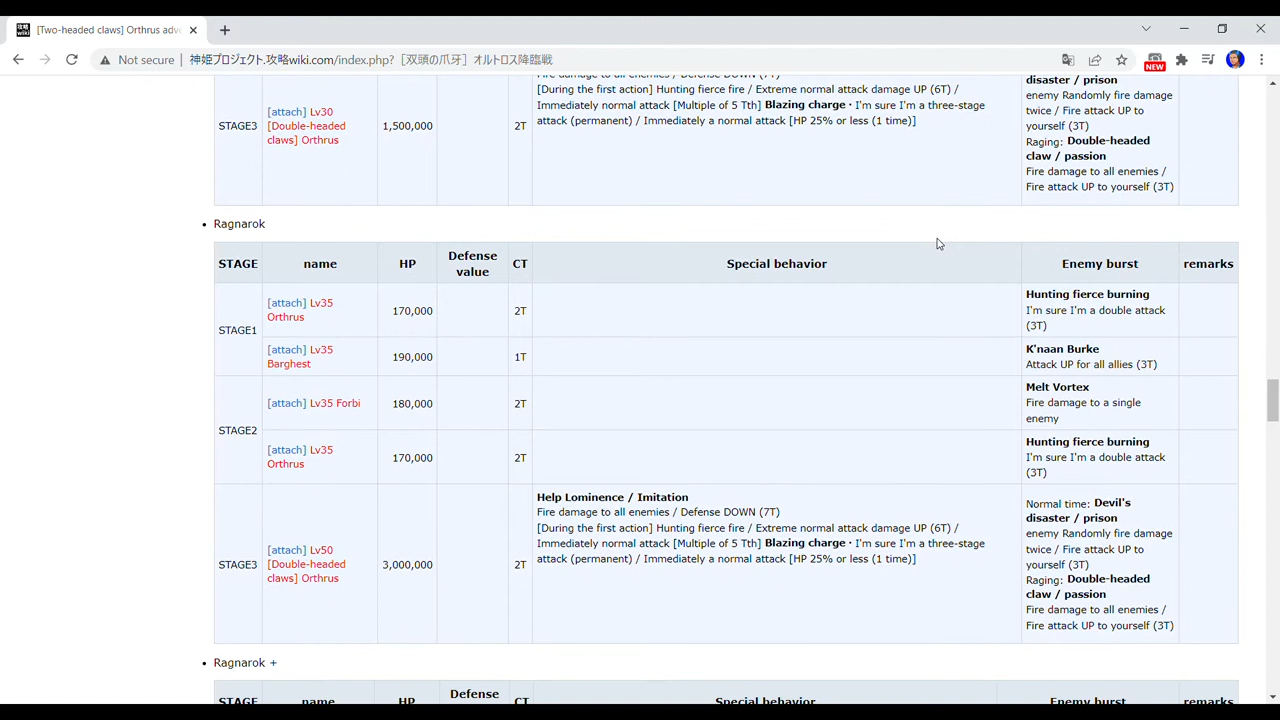 [Two-headed claws] Orthrus adv
Not secure
神姫プロジェクト.攻略wiki.com/index.php?［双頭の爪牙］オルトロス降臨戦
NEW
Fire damage to all enemies / Defense DOWN (7T)
[During the first action] Hunting fierce fire / Extreme normal attack damage UP (6T) /
Immediately normal attack [Multiple of 5 Tth] Blazing charge · I'm sure I'm a three-stage
attack (permanent) / Immediately a normal attack [HP 25% or less (1 time)]
STAGE3
[attach] Lv30
[Double-headed
claws] Orthrus
1,500,000
2T
disaster / prison
enemy Randomly fire damage
twice / Fire attack UP to
yourself (3T)
Raging: Double-headed
claw / passion
Fire damage to all enemies /
Fire attack UP to yourself (3T)
Ragnarok
STAGE name HP Defense value CT Special behavior Enemy burst remarks
STAGE1
[attach] Lv35
Orthrus
170,000
2T
Hunting fierce burning
I'm sure I'm a double attack
(3T)
[attach] Lv35
Barghest
190,000
1T
K'naan Burke
Attack UP for all allies (3T)
STAGE2
[attach] Lv35 Forbi
180,000
2T
Melt Vortex
Fire damage to a single
enemy
[attach] Lv35
Orthrus
170,000
2T
Hunting fierce burning
I'm sure I'm a double attack
(3T)
STAGE3
[attach] Lv50
[Double-headed
claws] Orthrus
3,000,000
2T
Help Lominence / Imitation
Fire damage to all enemies / Defense DOWN (7T)
[During the first action] Hunting fierce fire / Extreme normal attack damage UP (6T) /
Immediately normal attack [Multiple of 5 Tth] Blazing charge · I'm sure I'm a three-stage
attack (permanent) / Immediately a normal attack [HP 25% or less (1 time)]
Normal time: Devil's
disaster / prison
enemy Randomly fire damage
twice / Fire attack UP to
yourself (3T)
Raging: Double-headed
claw / passion
Fire damage to all enemies /
Fire attack UP to yourself (3T)
Ragnarok +
STAGE name HP Defense CT Special behavior Enemy burst remarks